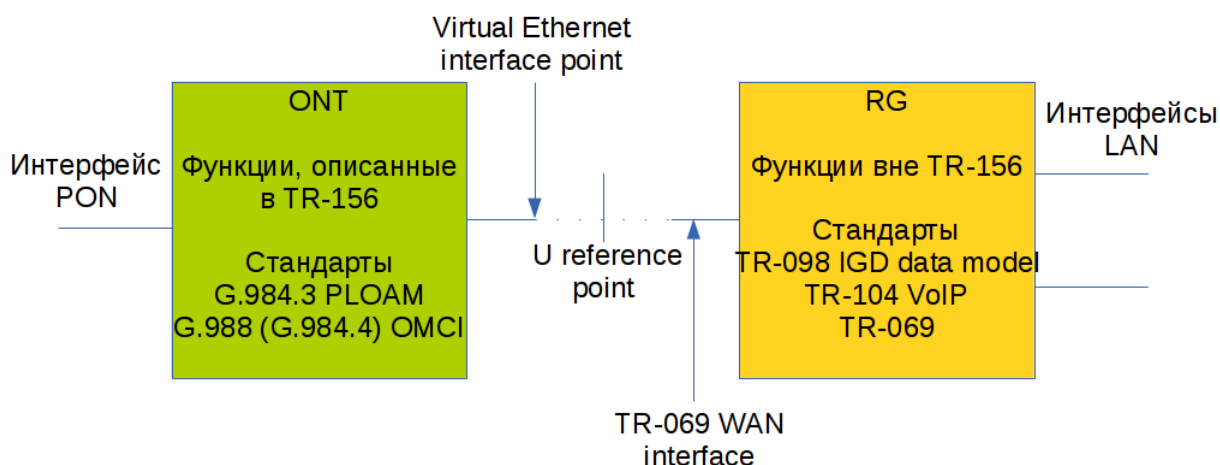 Virtual Ethernet
interface point
ONT
Функции, описанные
в TR-156
Стандарты
G.984.3 PLOAM
G.988 (G.984.4) OMCI
Интерфейс
PON
U reference
point
RG
Функции вне TR-156
Стандарты
TR-098 IGD data model
TR-104 VoIP
TR-069
Интерфейсы
LAN
TR-069 WAN
interface